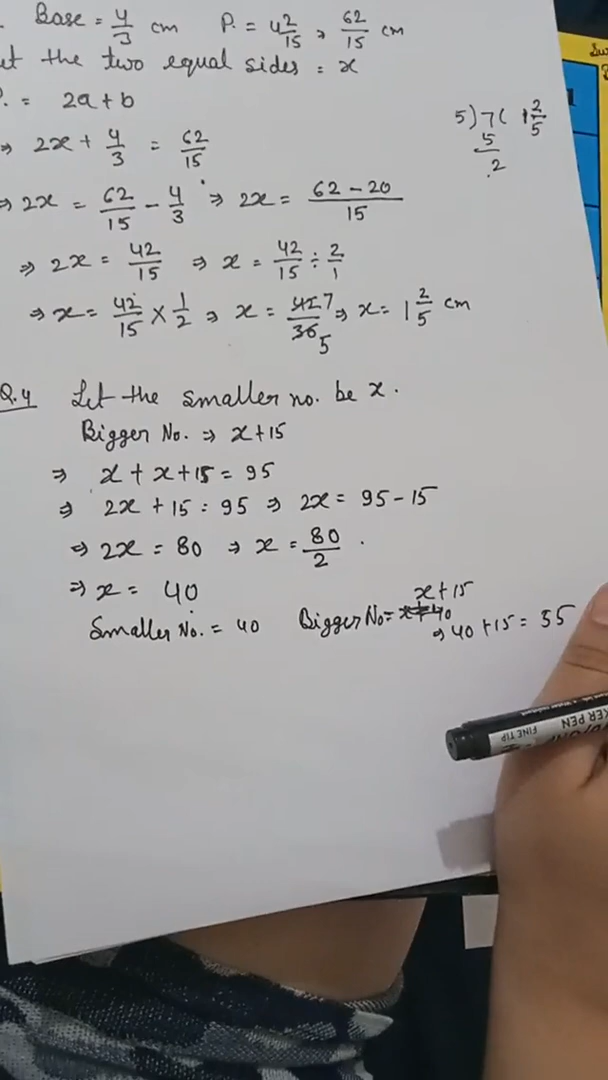 Base = 4/3 cm P. = 4 2/15 , 62/15 cm
the two equal sides = x
= 2a + b
⇒ 2x + 4/3 = 62/15
5)7( 1 2/5
5
2
⇒ 2x = 62/15 - 4/3 ⇒ 2x = 62 - 20/15
⇒ 2x = 42/15 ⇒ x = 42/15 ÷ 2/1
⇒ x = 42/15 × 1/2 ⇒ x = 42 7/30 5 ⇒ x = 1 2/5 cm
Q.4 Let the smaller no. be x.
Bigger No. ⇒ x+15
⇒ x + x + 15 = 95
⇒ 2x + 15 = 95 ⇒ 2x = 95 - 15
⇒ 2x = 80 ⇒ x = 80/2 .
⇒ x = 40
Smaller No. = 40 Bigger No = x+15
⇒ 40 + 15 = 55
KER PEN
FINE TIP